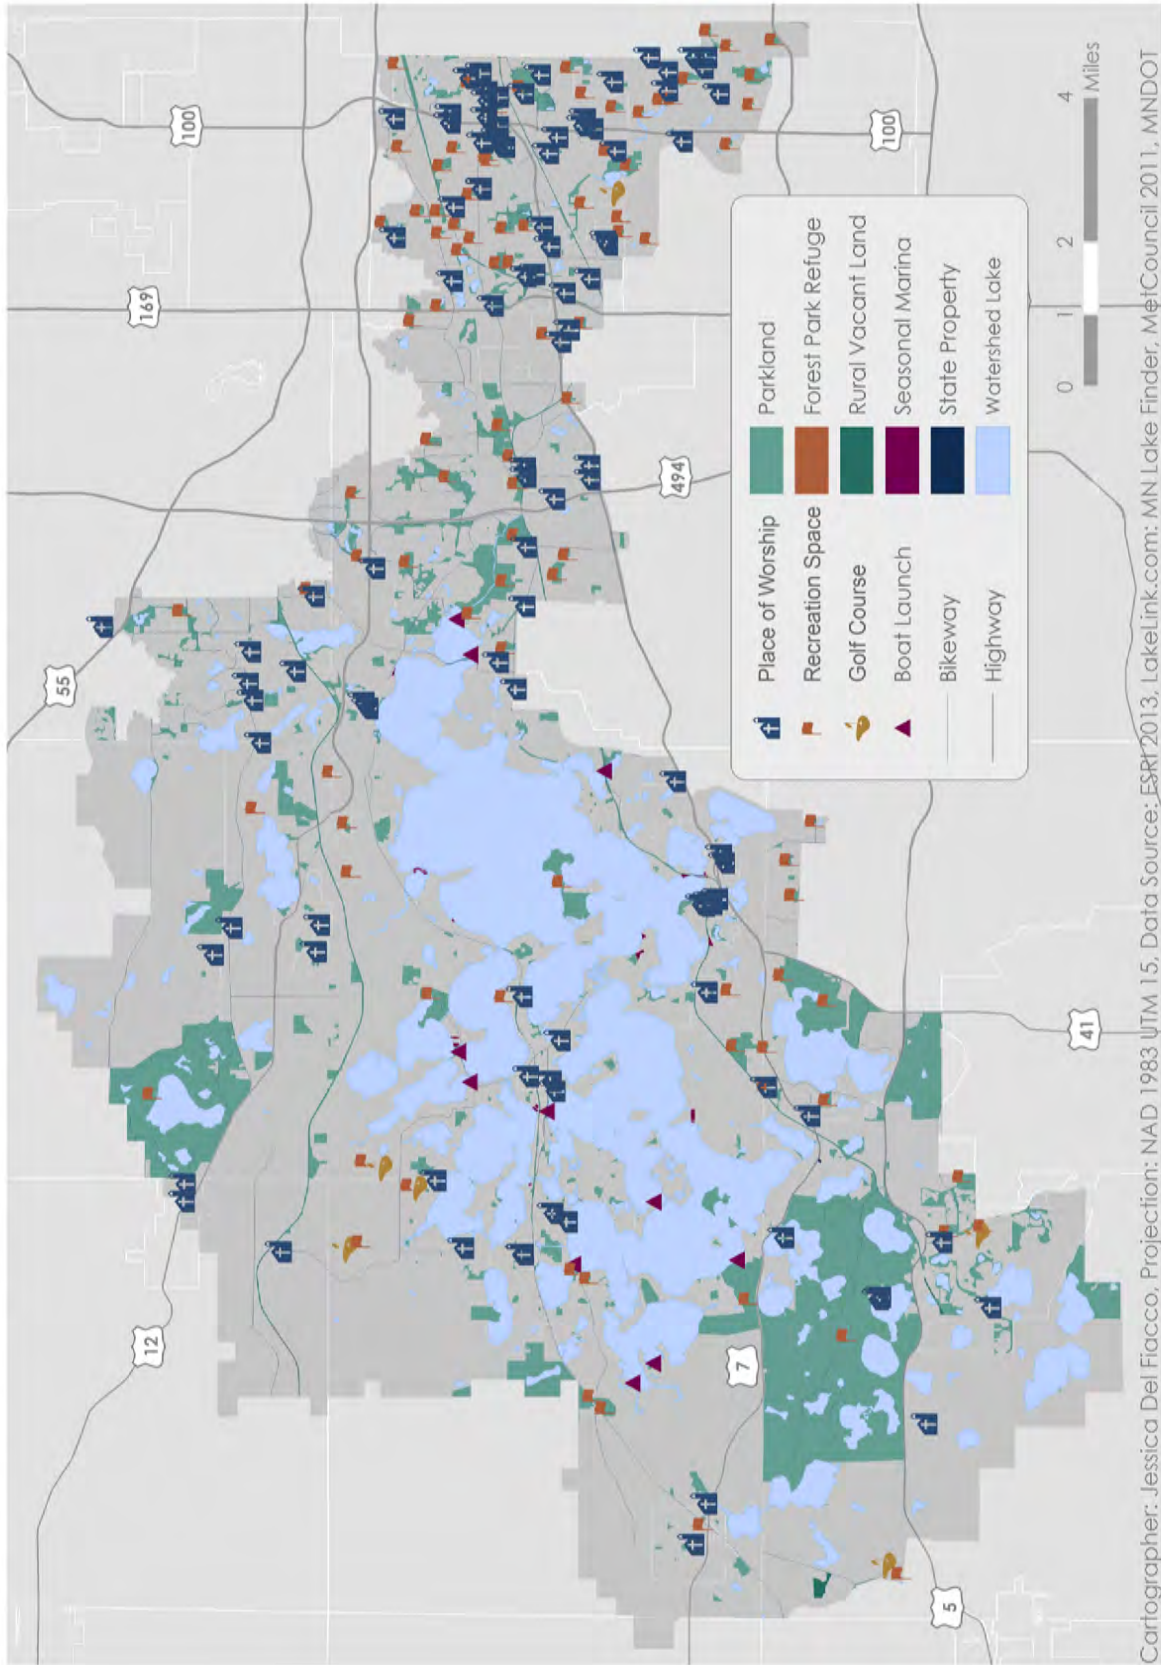 100
169
55
12
494
100
7
41
5
Place of Worship
Recreation Space
Golf Course
Boat Launch
Bikeway
Highway
Parkland
Forest Park Refuge
Rural Vacant Land
Seasonal Marina
State Property
Watershed Lake
0 1 2 4
Miles
Cartographer: Jessica Del Fiacco, Projection: NAD 1983 UTM 15, Data Source: ESRI 2013, LakeLink.com: MN Lake Finder, MetCouncil 2011, MNDOT